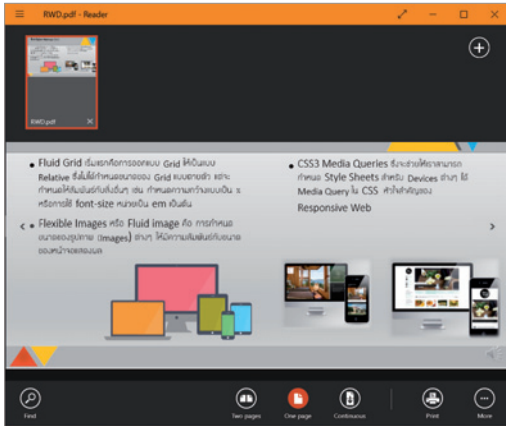 RWD.pdf - Reader
RWD.pdf
• Fluid Grid เริ่มแรกคือการออกแบบ Grid ให้เป็นแบบ
Relative ซึ่งไม่ได้กำหนดขนาดของ Grid แบบตายตัว แต่จะ
กำหนดให้สัมพันธ์กับสิ่งอื่นๆ เช่น กำหนดความกว้างแบบเป็น %
หรือการใช้ font-size หน่วยเป็น em เป็นต้น
• Flexible Images หรือ Fluid image คือ การกำหนด
ขนาดของรูปภาพ (Images) ต่างๆ ให้มีความสัมพันธ์กับขนาด
ของหน้าจอแสดงผล
• CSS3 Media Queries ซึ่งจะช่วยให้เราสามารถ
กำหนด Style Sheets สำหรับ Devices ต่างๆ ได้
Media Query ใน CSS หัวใจสำคัญของ
Responsive Web
Find
Two pages
One page
Continuous
Print
More